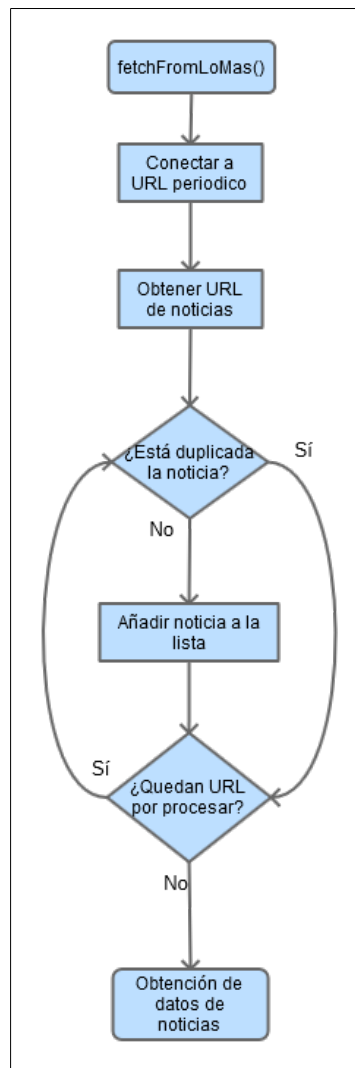 fetchFromLoMas()
Conectar a
URL periodico
Obtener URL
de noticias
¿Está duplicada
la noticia?
Sí
No
Añadir noticia a la
lista
Sí
¿Quedan URL
por procesar?
No
Obtención de
datos de
noticias